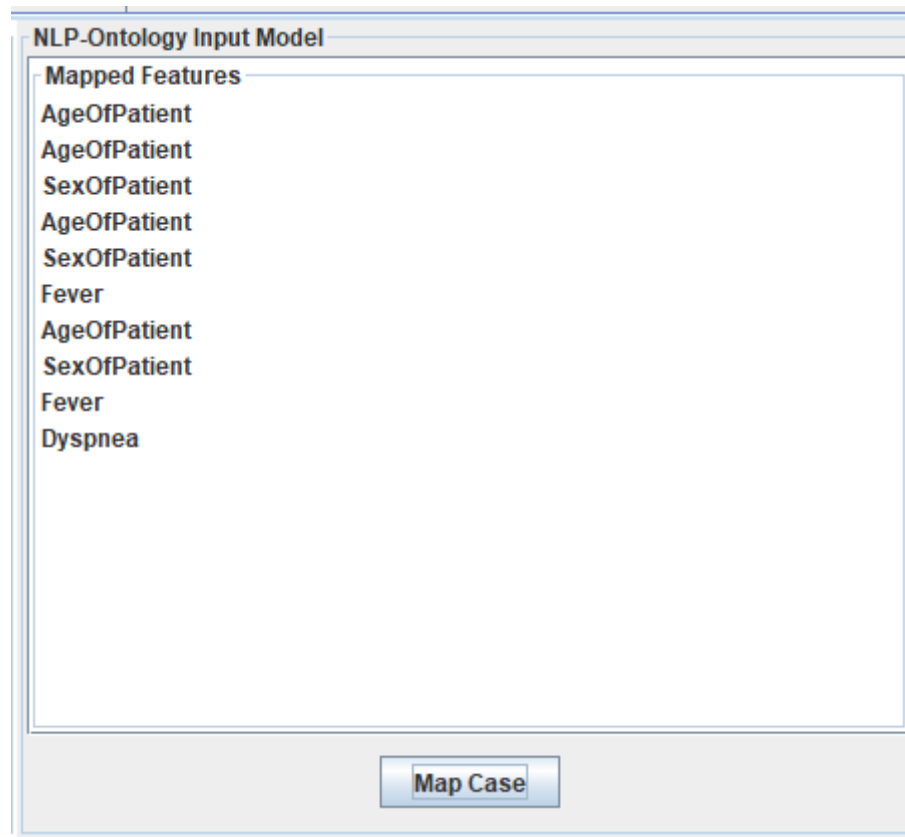 NLP-Ontology Input Model
Mapped Features
AgeOfPatient
AgeOfPatient
SexOfPatient
AgeOfPatient
SexOfPatient
Fever
AgeOfPatient
SexOfPatient
Fever
Dyspnea
Map Case